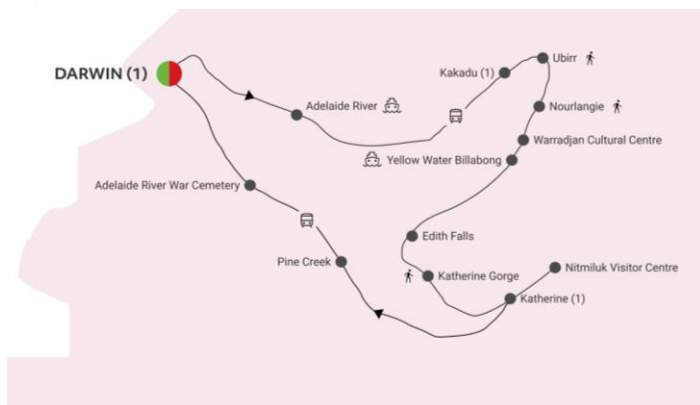 DARWIN (1)
Adelaide River
Kakadu (1)
Ubirr
Nourlangie
Warradjan Cultural Centre
Yellow Water Billabong
Edith Falls
Katherine Gorge
Nitmiluk Visitor Centre
Katherine (1)
Pine Creek
Adelaide River War Cemetery